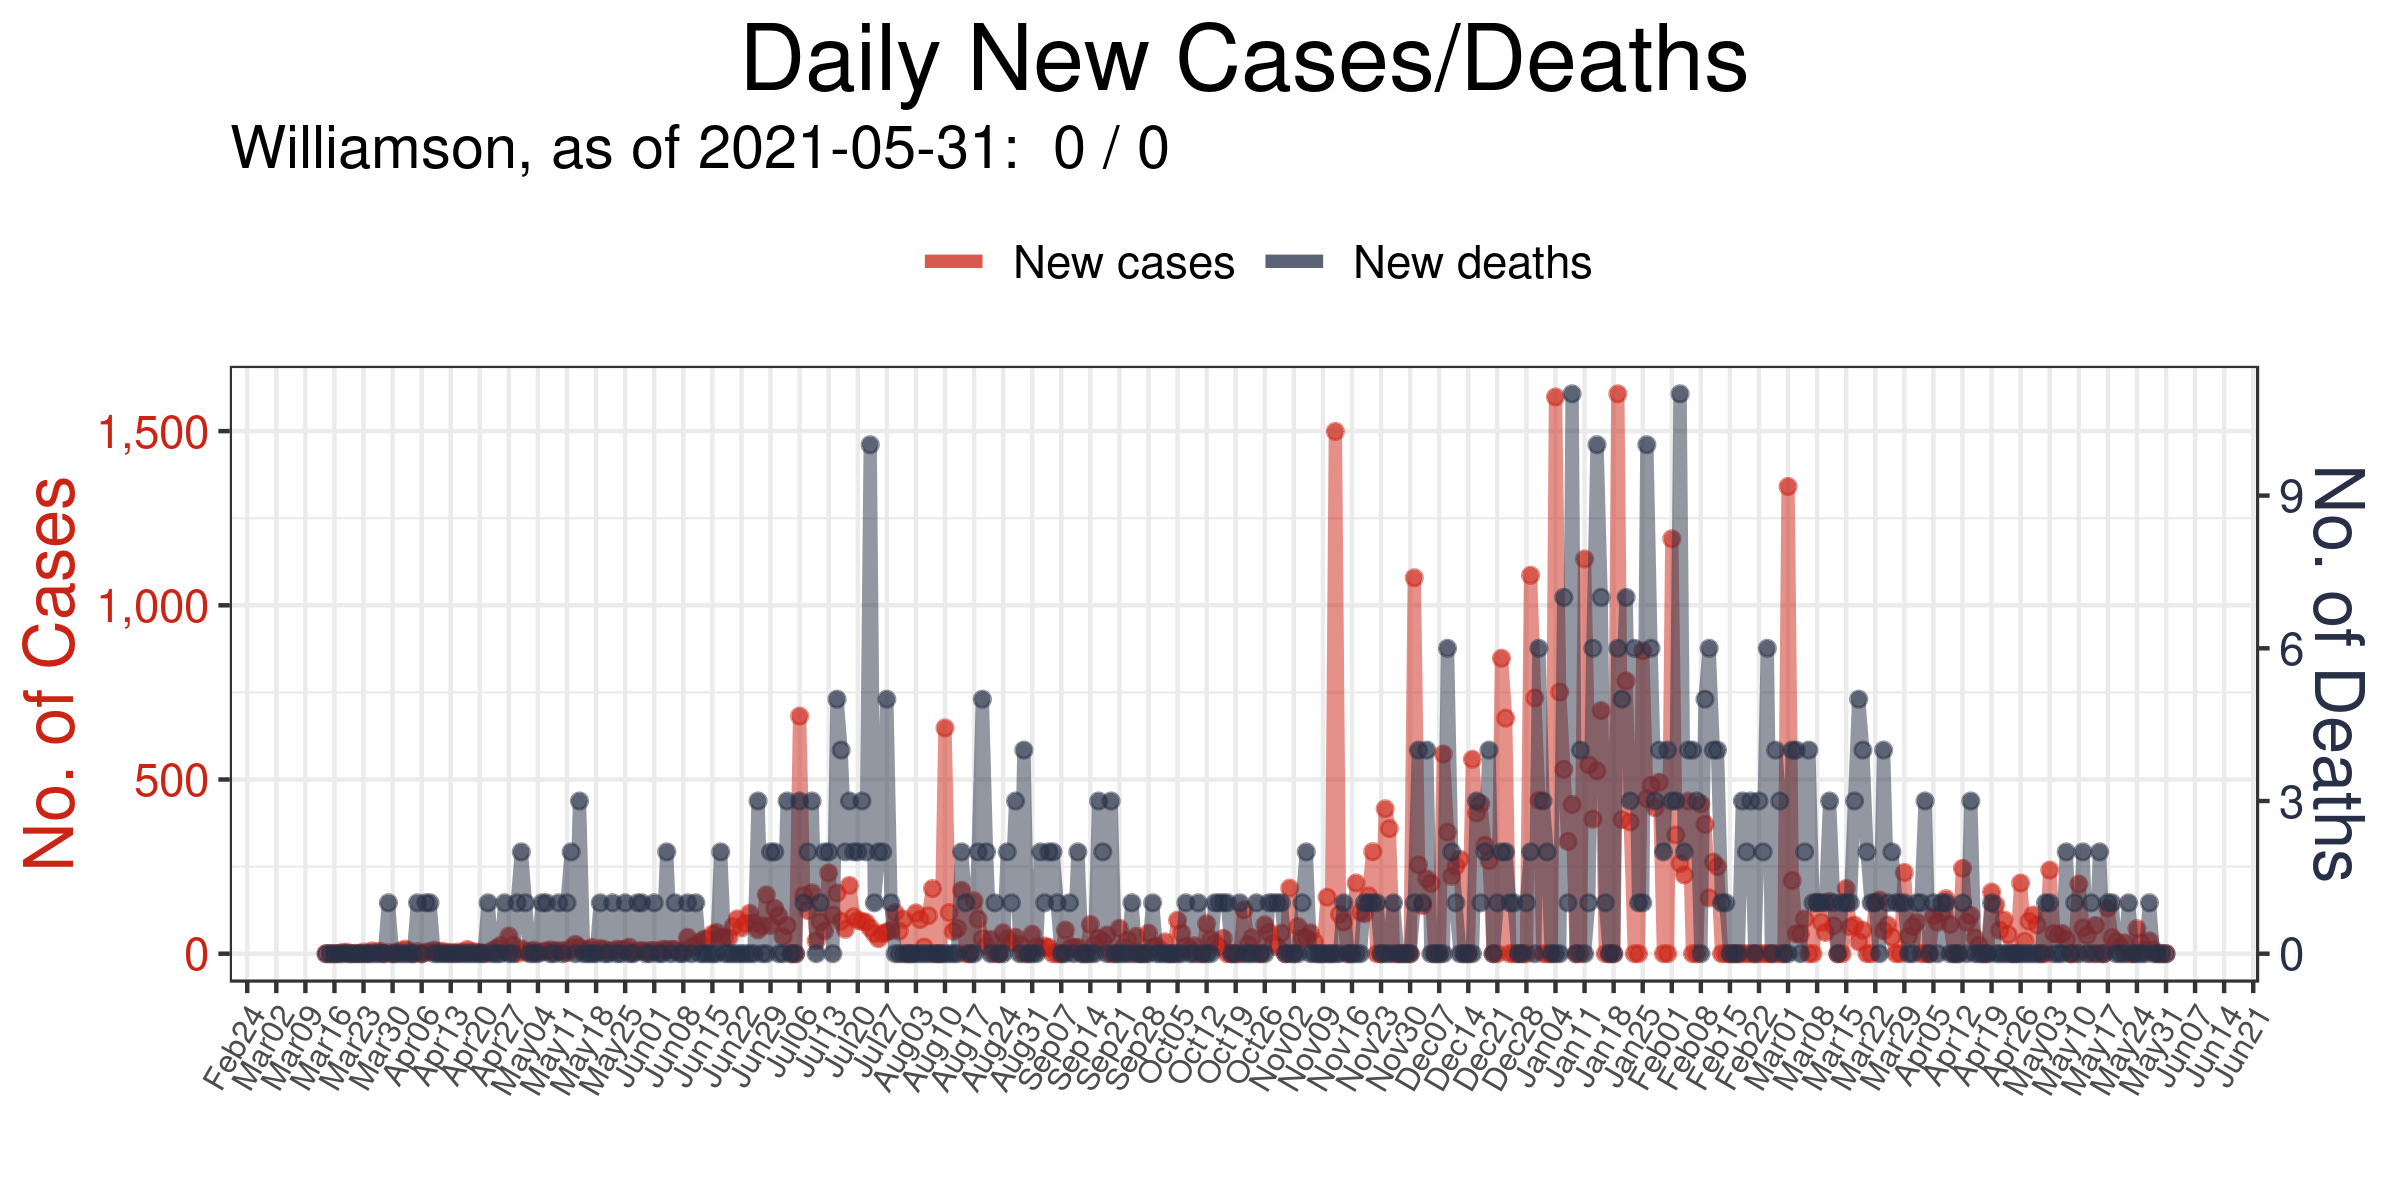 Daily New Cases/Deaths
Williamson, as of 2021-05-31:  0 / 0
New cases
New deaths
No. of Cases
1,500
1,000
500
0
9
6
3
0
No. of Deaths
Feb24
Mar02
Mar09
Mar16
Mar23
Mar30
Apr06
Apr13
Apr20
Apr27
May04
May11
May18
May25
Jun01
Jun08
Jun15
Jun22
Jun29
Jul06
Jul13
Jul20
Jul27
Aug03
Aug10
Aug17
Aug24
Aug31
Sep07
Sep14
Sep21
Sep28
Oct05
Oct12
Oct19
Oct26
Nov02
Nov09
Nov16
Nov23
Nov30
Dec07
Dec14
Dec21
Dec28
Jan04
Jan11
Jan18
Jan25
Feb01
Feb08
Feb15
Feb22
Mar01
Mar08
Mar15
Mar22
Mar29
Apr05
Apr12
Apr19
Apr26
May03
May10
May17
May24
May31
Jun07
Jun14
Jun21